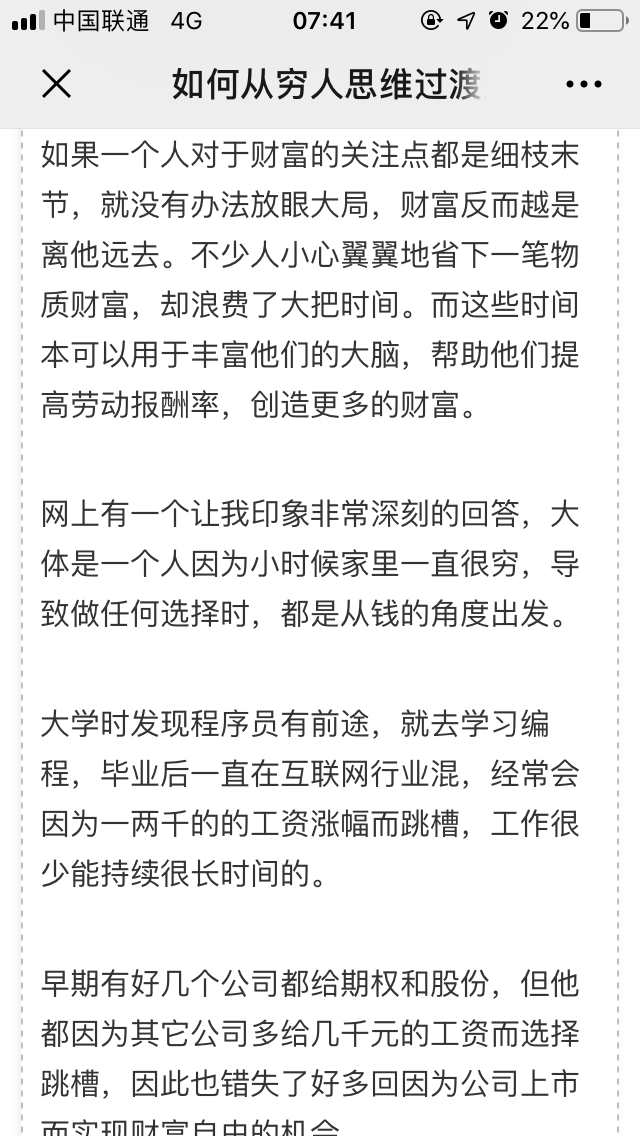 中国联通 4G 07:41 22%
如何从穷人思维过渡
如果一个人对于财富的关注点都是细枝末
节，就没有办法放眼大局，财富反而越是
离他远去。不少人小心翼翼地省下一笔物
质财富，却浪费了大把时间。而这些时间
本可以用于丰富他们的大脑，帮助他们提
高劳动报酬率，创造更多的财富。
网上有一个让我印象非常深刻的回答，大
体是一个人因为小时候家里一直很穷，导
致做任何选择时，都是从钱的角度出发。
大学时发现程序员有前途，就去学习编
程，毕业后一直在互联网行业混，经常会
因为一两千的的工资涨幅而跳槽，工作很
少能持续很长时间的。
早期有好几个公司都给期权和股份，但他
都因为其它公司多给几千元的工资而选择
跳槽，因此也错失了好多回因为公司上市
而实现财富自由的机会